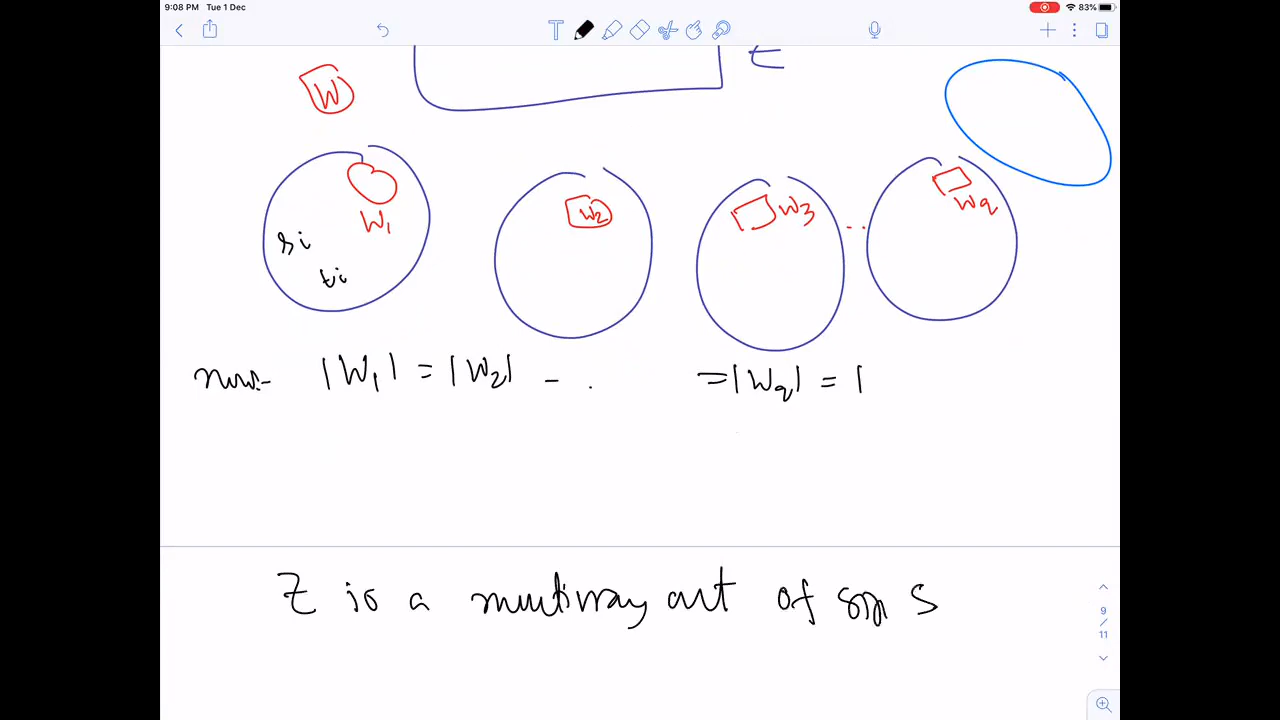 9:08 PM Tue 1 Dec
83%
T
t
W
W1
W2
W3
..
Wq
si
ti
|W1| = |W2| - . = |Wq| = 1
Z is a multiway cut of size S
9
/
11